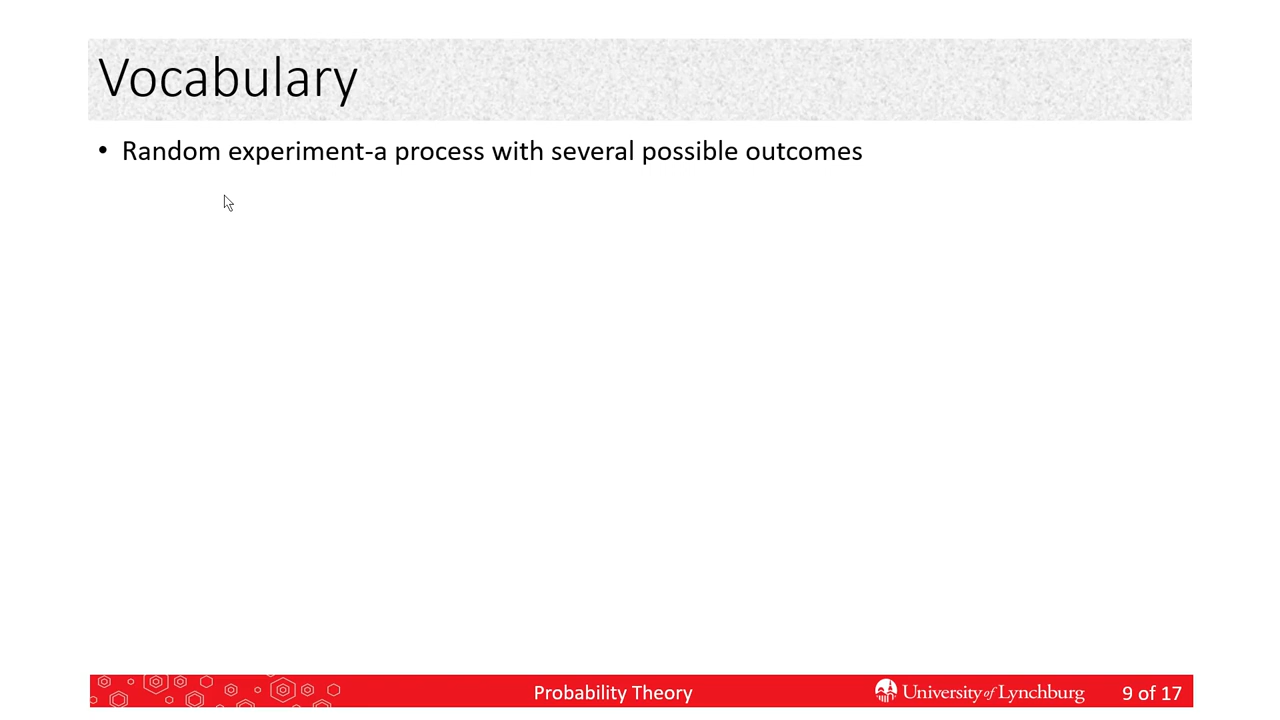 Vocabulary
• Random experiment-a process with several possible outcomes
Probability Theory
University of Lynchburg
9 of 17